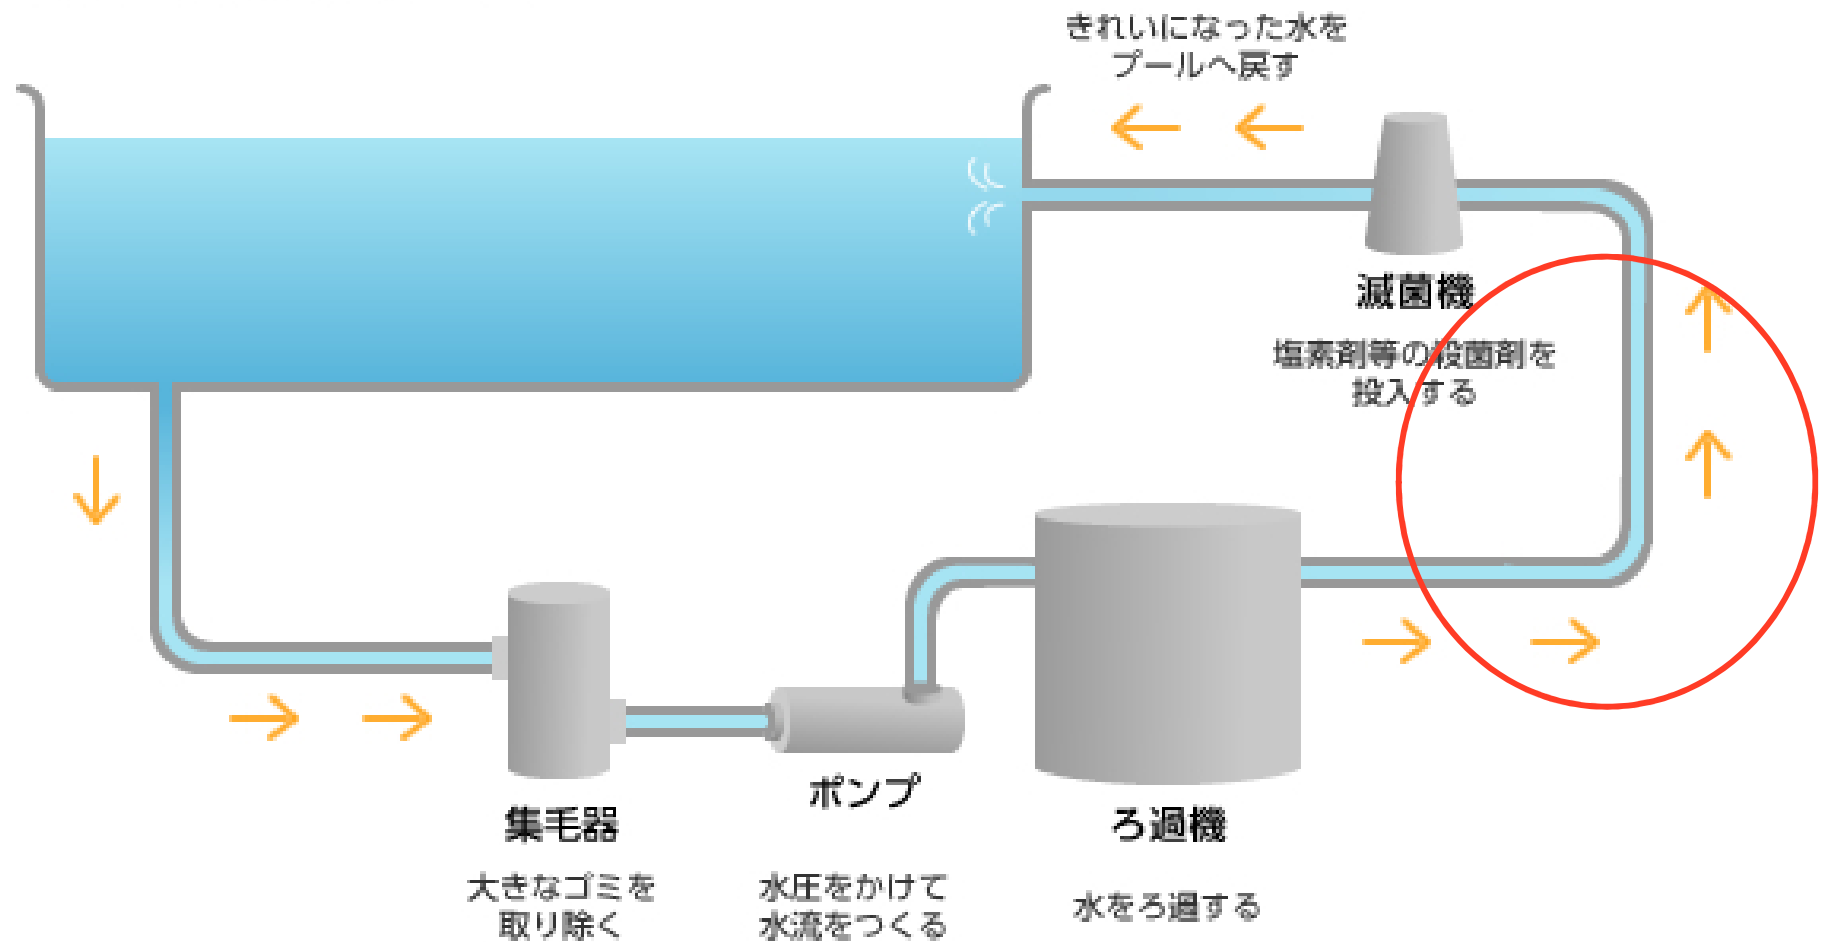 きれいになった水を
プールへ戻す
滅菌機
塩素剤等の殺菌剤を
投入する
集毛器
大きなゴミを
取り除く
ポンプ
水圧をかけて
水流をつくる
ろ過機
水をろ過する